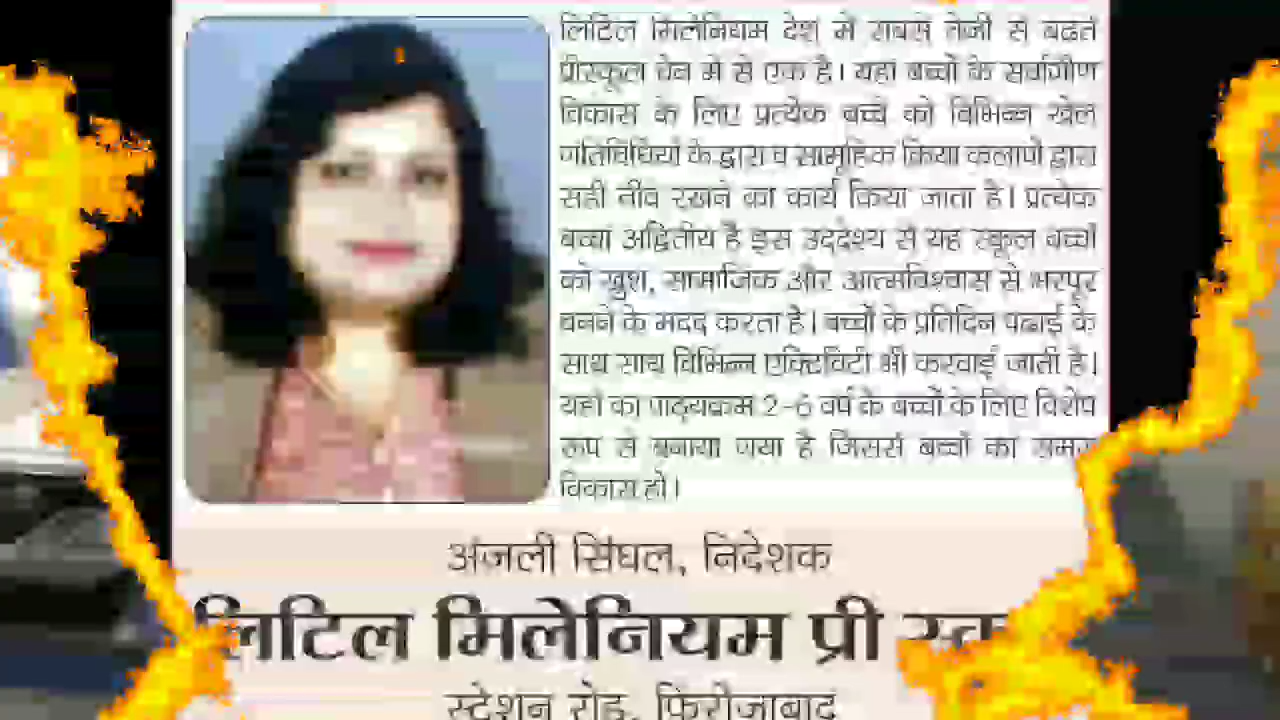 लिटिल मिलेनियम देश में सबसे तेजी से बढ़ते
प्रीस्कूल चेन में से एक है। यहां बच्चों के सर्वांगीण
विकास के लिए प्रत्येक बच्चे को विभिन्न खेल
गतिविधियों के द्वारा व सामूहिक क्रिया कलापों द्वारा
सही नींव रखने का कार्य किया जाता है। प्रत्येक
बच्चा अद्वितीय है इस उद्देश्य से यह स्कूल बच्चों
को खुश, सामाजिक और आत्मविश्वास से भरपूर
बनने के मदद करता है। बच्चों के प्रतिदिन पढाई के
साथ साथ विभिन्न एक्टिविटी भी करवाई जाती है।
यहां का पाठ्यक्रम 2-6 वर्ष के बच्चों के लिए विशेष
रूप से बनाया गया है जिससे बच्चों का समग्र
विकास हो।
अंजली सिंघल, निदेशक
लिटिल मिलेनियम प्री
स्टेशन रोड, फिरोजाबाद